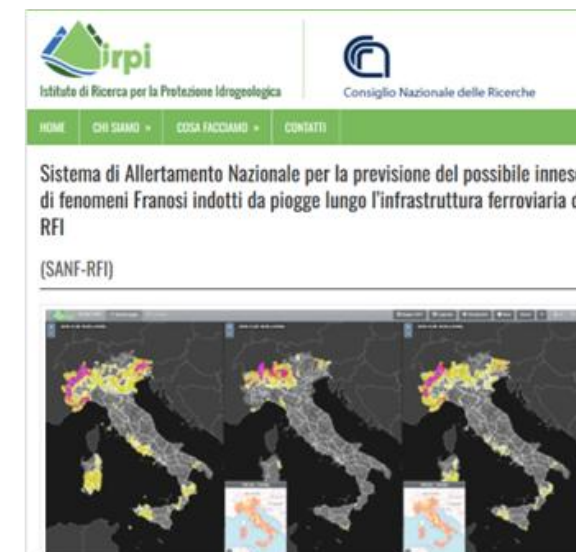 irpi
Istituto di Ricerca per la Protezione Idrogeologica
Consiglio Nazionale delle Ricerche
HOME CHI SIAMO » COSA FACCIAMO » CONTATTI
Sistema di Allertamento Nazionale per la previsione del possibile innes
di fenomeni Franosi indotti da piogge lungo l'infrastruttura ferroviaria d
RFI
(SANF-RFI)